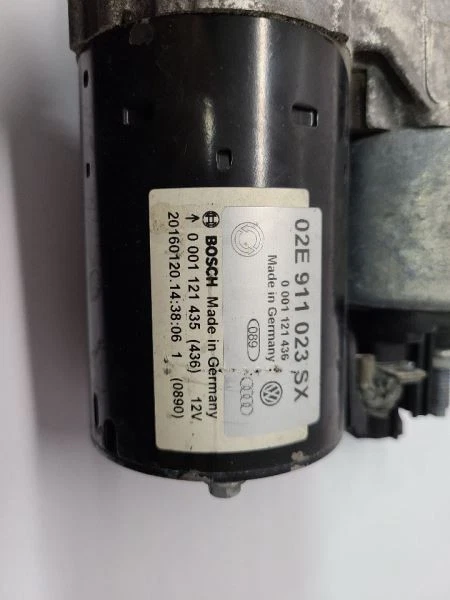 02E 911 023 SX
0 001 121 436
Made in Germany
089
BOSCH Made in Germany
↑ 0 001 121 435 (436) 12V
20160120.14:38:06 1 (0890)